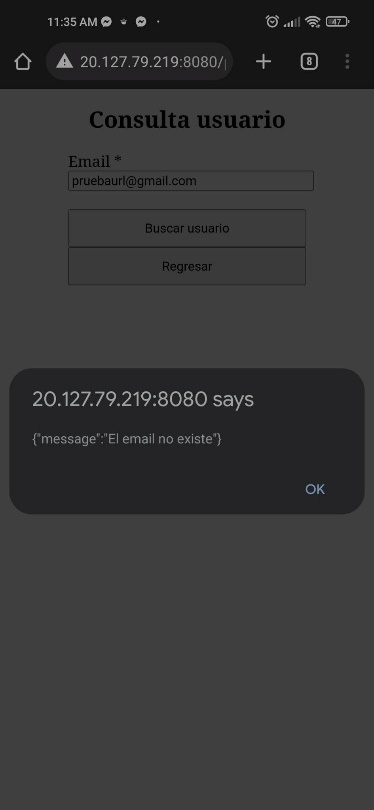 11:35 AM
47
20.127.79.219:8080/
8
Consulta usuario
Email *
pruebaurl@gmail.com
Buscar usuario
Regresar
20.127.79.219:8080 says
{"message":"El email no existe"}
OK